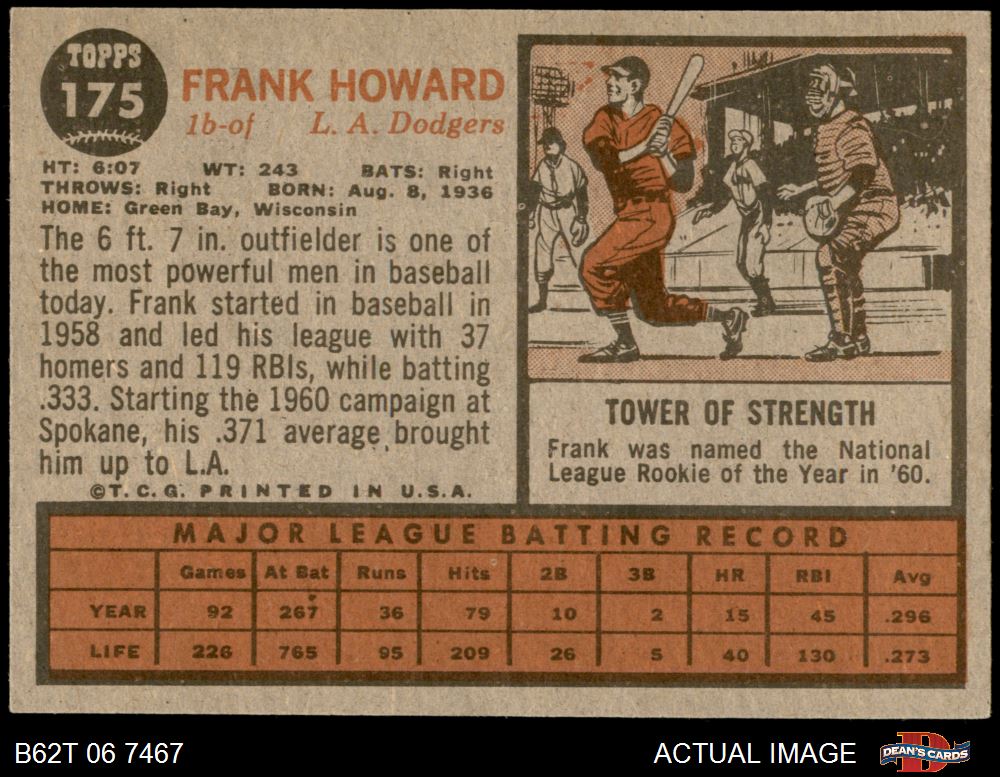 TOPPS
175
FRANK HOWARD
1b-of L. A. Dodgers
HT: 6:07 WT: 243 BATS: Right
THROWS: Right BORN: Aug. 8, 1936
HOME: Green Bay, Wisconsin
The 6 ft. 7 in. outfielder is one of
the most powerful men in baseball
today. Frank started in baseball in
1958 and led his league with 37
homers and 119 RBIs, while batting
.333. Starting the 1960 campaign at
Spokane, his .371 average brought
him up to L.A.
©T.C.G. PRINTED IN U.S.A.
TOWER OF STRENGTH
Frank was named the National
League Rookie of the Year in '60.
MAJOR LEAGUE BATTING RECORD
Games At Bat Runs Hits 2B 3B HR RBI Avg
YEAR 92 267 36 79 10 2 15 45 .296
LIFE 226 765 95 209 26 5 40 130 .273
B62T 06 7467
ACTUAL IMAGE
D
DEAN'S CARDS